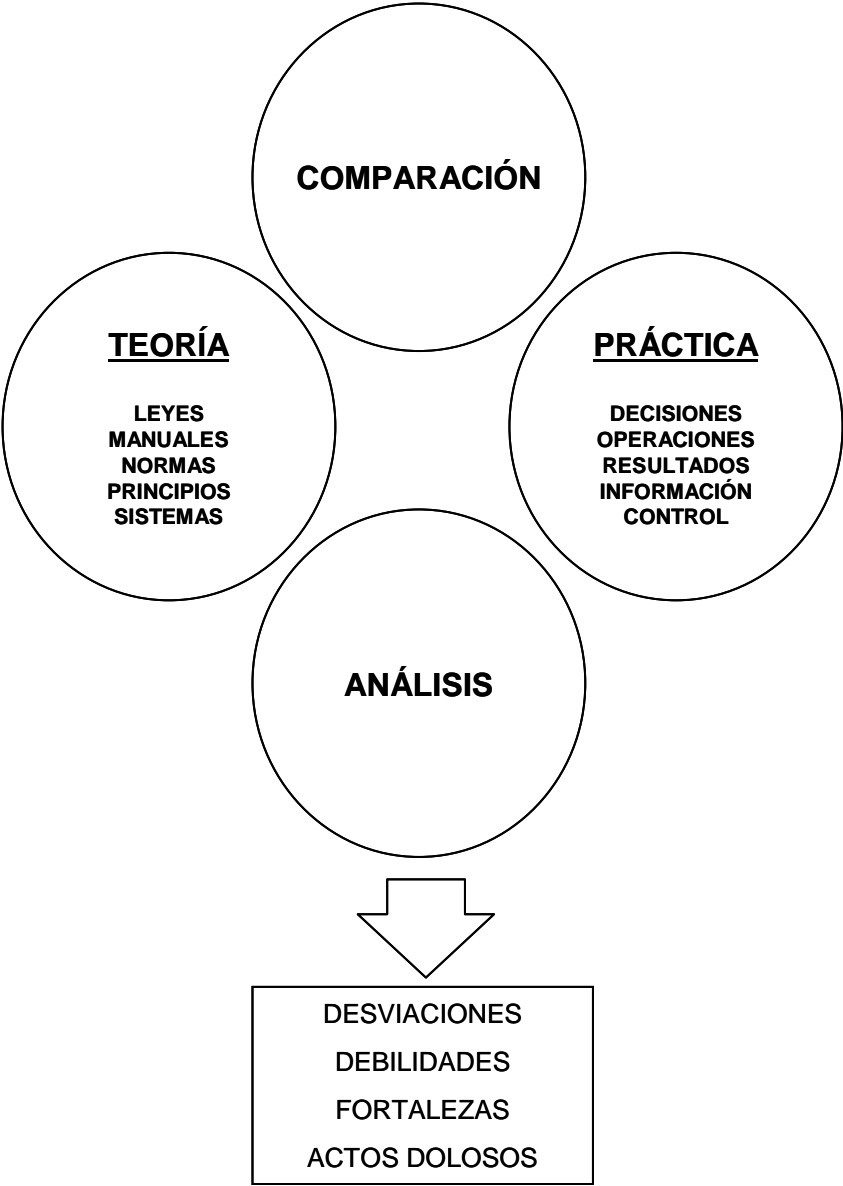 COMPARACIÓN
TEORÍA
LEYES
MANUALES
NORMAS
PRINCIPIOS
SISTEMAS
PRÁCTICA
DECISIONES
OPERACIONES
RESULTADOS
INFORMACIÓN
CONTROL
ANÁLISIS
DESVIACIONES
DEBILIDADES
FORTALEZAS
ACTOS DOLOSOS